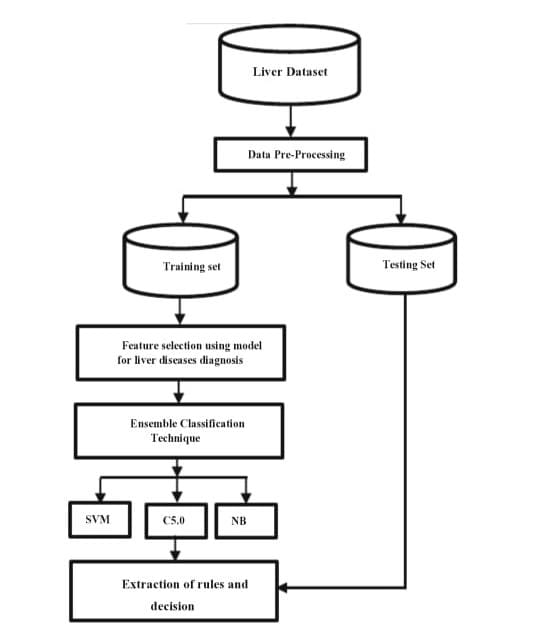 Liver Dataset
Data Pre-Processing
Training set
Testing Set
Feature selection using model
for liver diseases diagnosis
Ensemble Classification
Technique
SVM
C5.0
NB
Extraction of rules and
decision